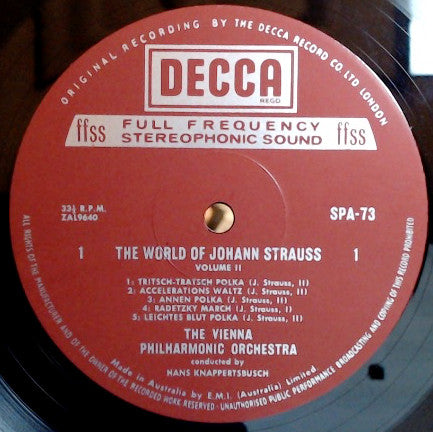 ORIGINAL RECORDING BY THE DECCA RECORD CO. LTD LONDON
DECCA
REGD
ffss FULL FREQUENCY ffss
STEREOPHONIC SOUND
33⅓ R.P.M.
ZAL9640
SPA-73
1 THE WORLD OF JOHANN STRAUSS 1
VOLUME II
1: TRITSCH-TRATSCH POLKA (J. Strauss, II)
2: ACCELERATIONS WALTZ (J. Strauss, II)
3: ANNEN POLKA (J. Strauss, II)
4: RADETZKY MARCH (J. Strauss, II)
5: LEICHTES BLUT POLKA (J. Strauss, II)
THE VIENNA
PHILHARMONIC ORCHESTRA
conducted by
HANS KNAPPERTSBUSCH
Made in Australia by E.M.I. (Australia) Limited
ALL RIGHTS OF THE MANUFACTURER AND OF THE OWNER OF THE RECORDED WORK RESERVED - UNAUTHORISED PUBLIC PERFORMANCE BROADCASTING AND COPYING OF THIS RECORD PROHIBITED